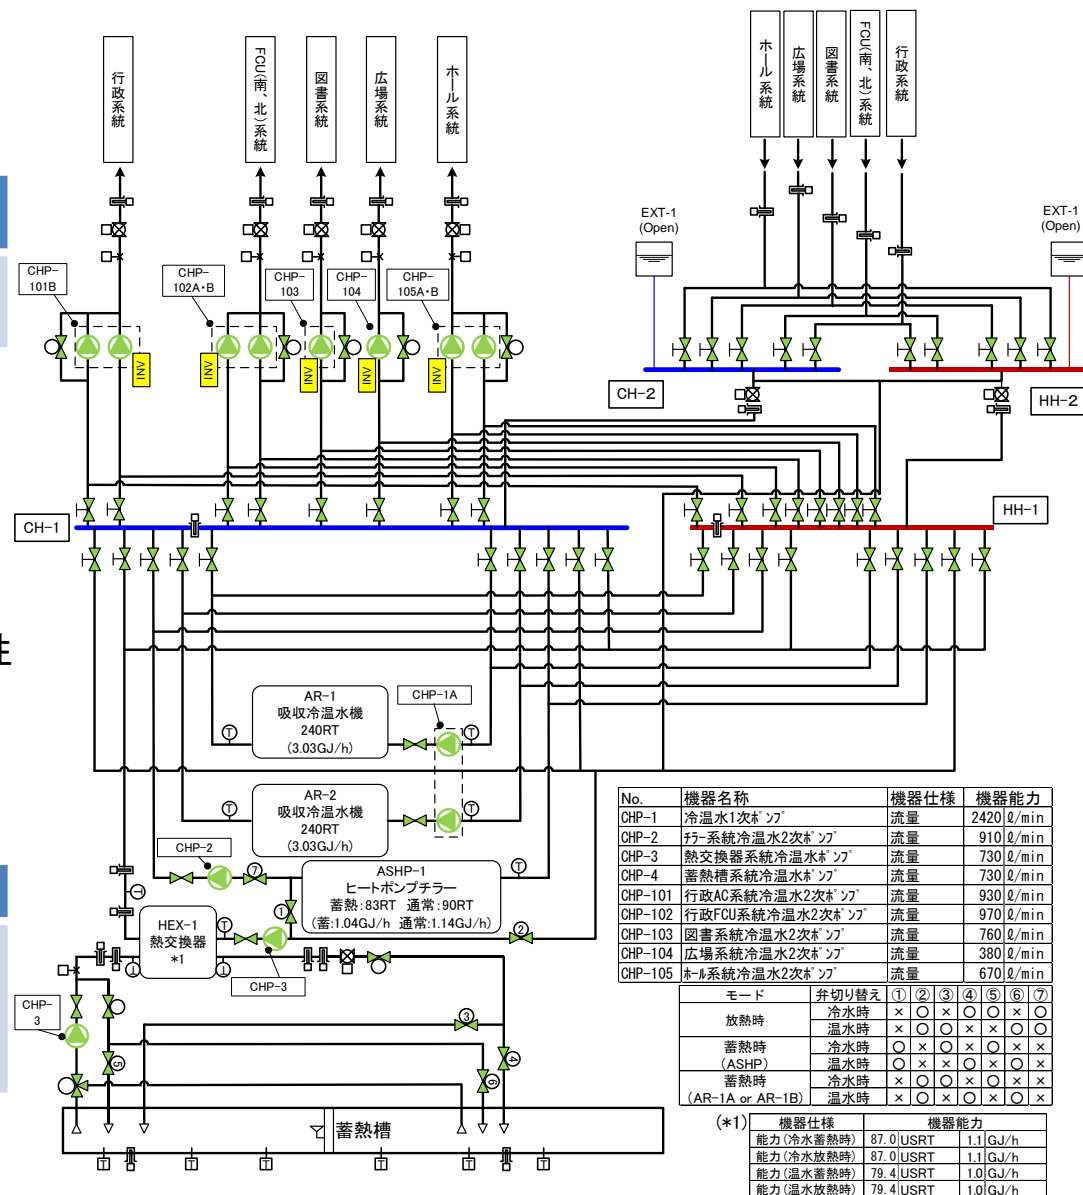 行政系統
FCU(南、北)系統
図書系統
広場系統
ホール系統
ホール系統
広場系統
図書系統
FCU(南、北)系統
行政系統
EXT-1
(Open)
EXT-1
(Open)
CHP-
101B
CHP-
102A・B
CHP-
103
CHP-
104
CHP-
105A・B
INV
INV
INV
INV
INV
CH-2
HH-2
CH-1
HH-1
性
AR-1
吸収冷温水機
240RT
(3.03GJ/h)
CHP-1A
T
T
AR-2
吸収冷温水機
240RT
(3.03GJ/h)
T
T
CHP-2
⑦
ASHP-1
ヒートポンプチラー
蓄熱:83RT 通常:90RT
(蓄:1.04GJ/h 通常:1.14GJ/h)
T
①
②
T
HEX-1
熱交換器
*1
T
T
T
CHP-3
CHP-
3
③
④
⑤
⑥
蓄熱槽
T
T
T
T
T
T
No. 機器名称 機器仕様 機器能力
CHP-1 冷温水1次ポンプ 流量 2420 ℓ/min
CHP-2 チラー系統冷温水2次ポンプ 流量 910 ℓ/min
CHP-3 熱交換器系統冷温水ポンプ 流量 730 ℓ/min
CHP-4 蓄熱槽系統冷温水ポンプ 流量 730 ℓ/min
CHP-101 行政AC系統冷温水2次ポンプ 流量 930 ℓ/min
CHP-102 行政FCU系統冷温水2次ポンプ 流量 970 ℓ/min
CHP-103 図書系統冷温水2次ポンプ 流量 760 ℓ/min
CHP-104 広場系統冷温水2次ポンプ 流量 380 ℓ/min
CHP-105 ホール系統冷温水2次ポンプ 流量 670 ℓ/min
モード 弁切り替え ① ② ③ ④ ⑤ ⑥ ⑦
放熱時 冷水時 × ○ × ○ ○ × ○
温水時 × ○ ○ × × ○ ○
蓄熱時 冷水時 ○ × ○ × ○ × ×
(ASHP) 温水時 ○ × × ○ × ○ ×
蓄熱時 冷水時 × ○ ○ × ○ × ×
(AR-1A or AR-1B) 温水時 × ○ × ○ × ○ ×
(*1) 機器仕様 機器能力
能力(冷水蓄熱時) 87.0 USRT 1.1 GJ/h
能力(冷水放熱時) 87.0 USRT 1.1 GJ/h
能力(温水蓄熱時) 79.4 USRT 1.0 GJ/h
能力(温水放熱時) 79.4 USRT 1.0 GJ/h